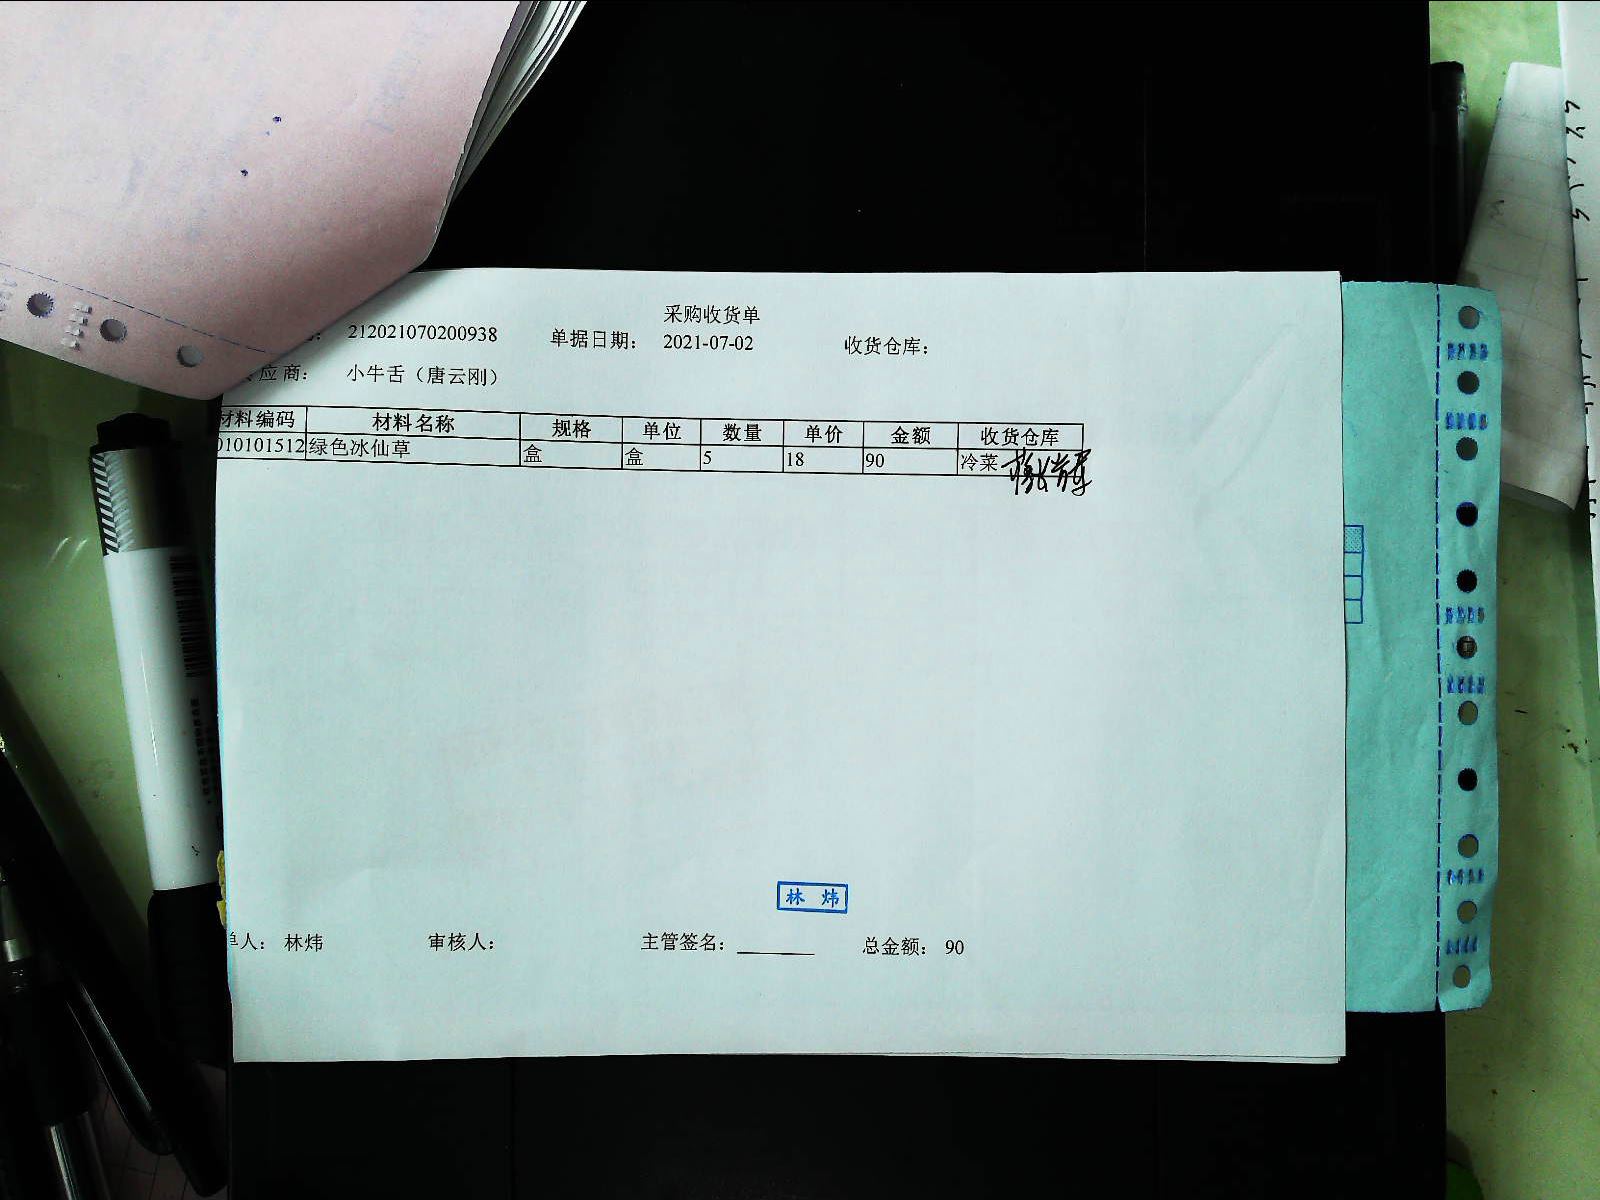 采购收货单
212021070200938 单据日期： 2021-07-02 收货仓库：
应商： 小牛舌（唐云刚）
材料编码 材料名称 规格 单位 数量 单价 金额 收货仓库
010101512 绿色冰仙草 盒 盒 5 18 90 冷菜
林 炜
单人： 林炜 审核人： 主管签名： 总金额： 90